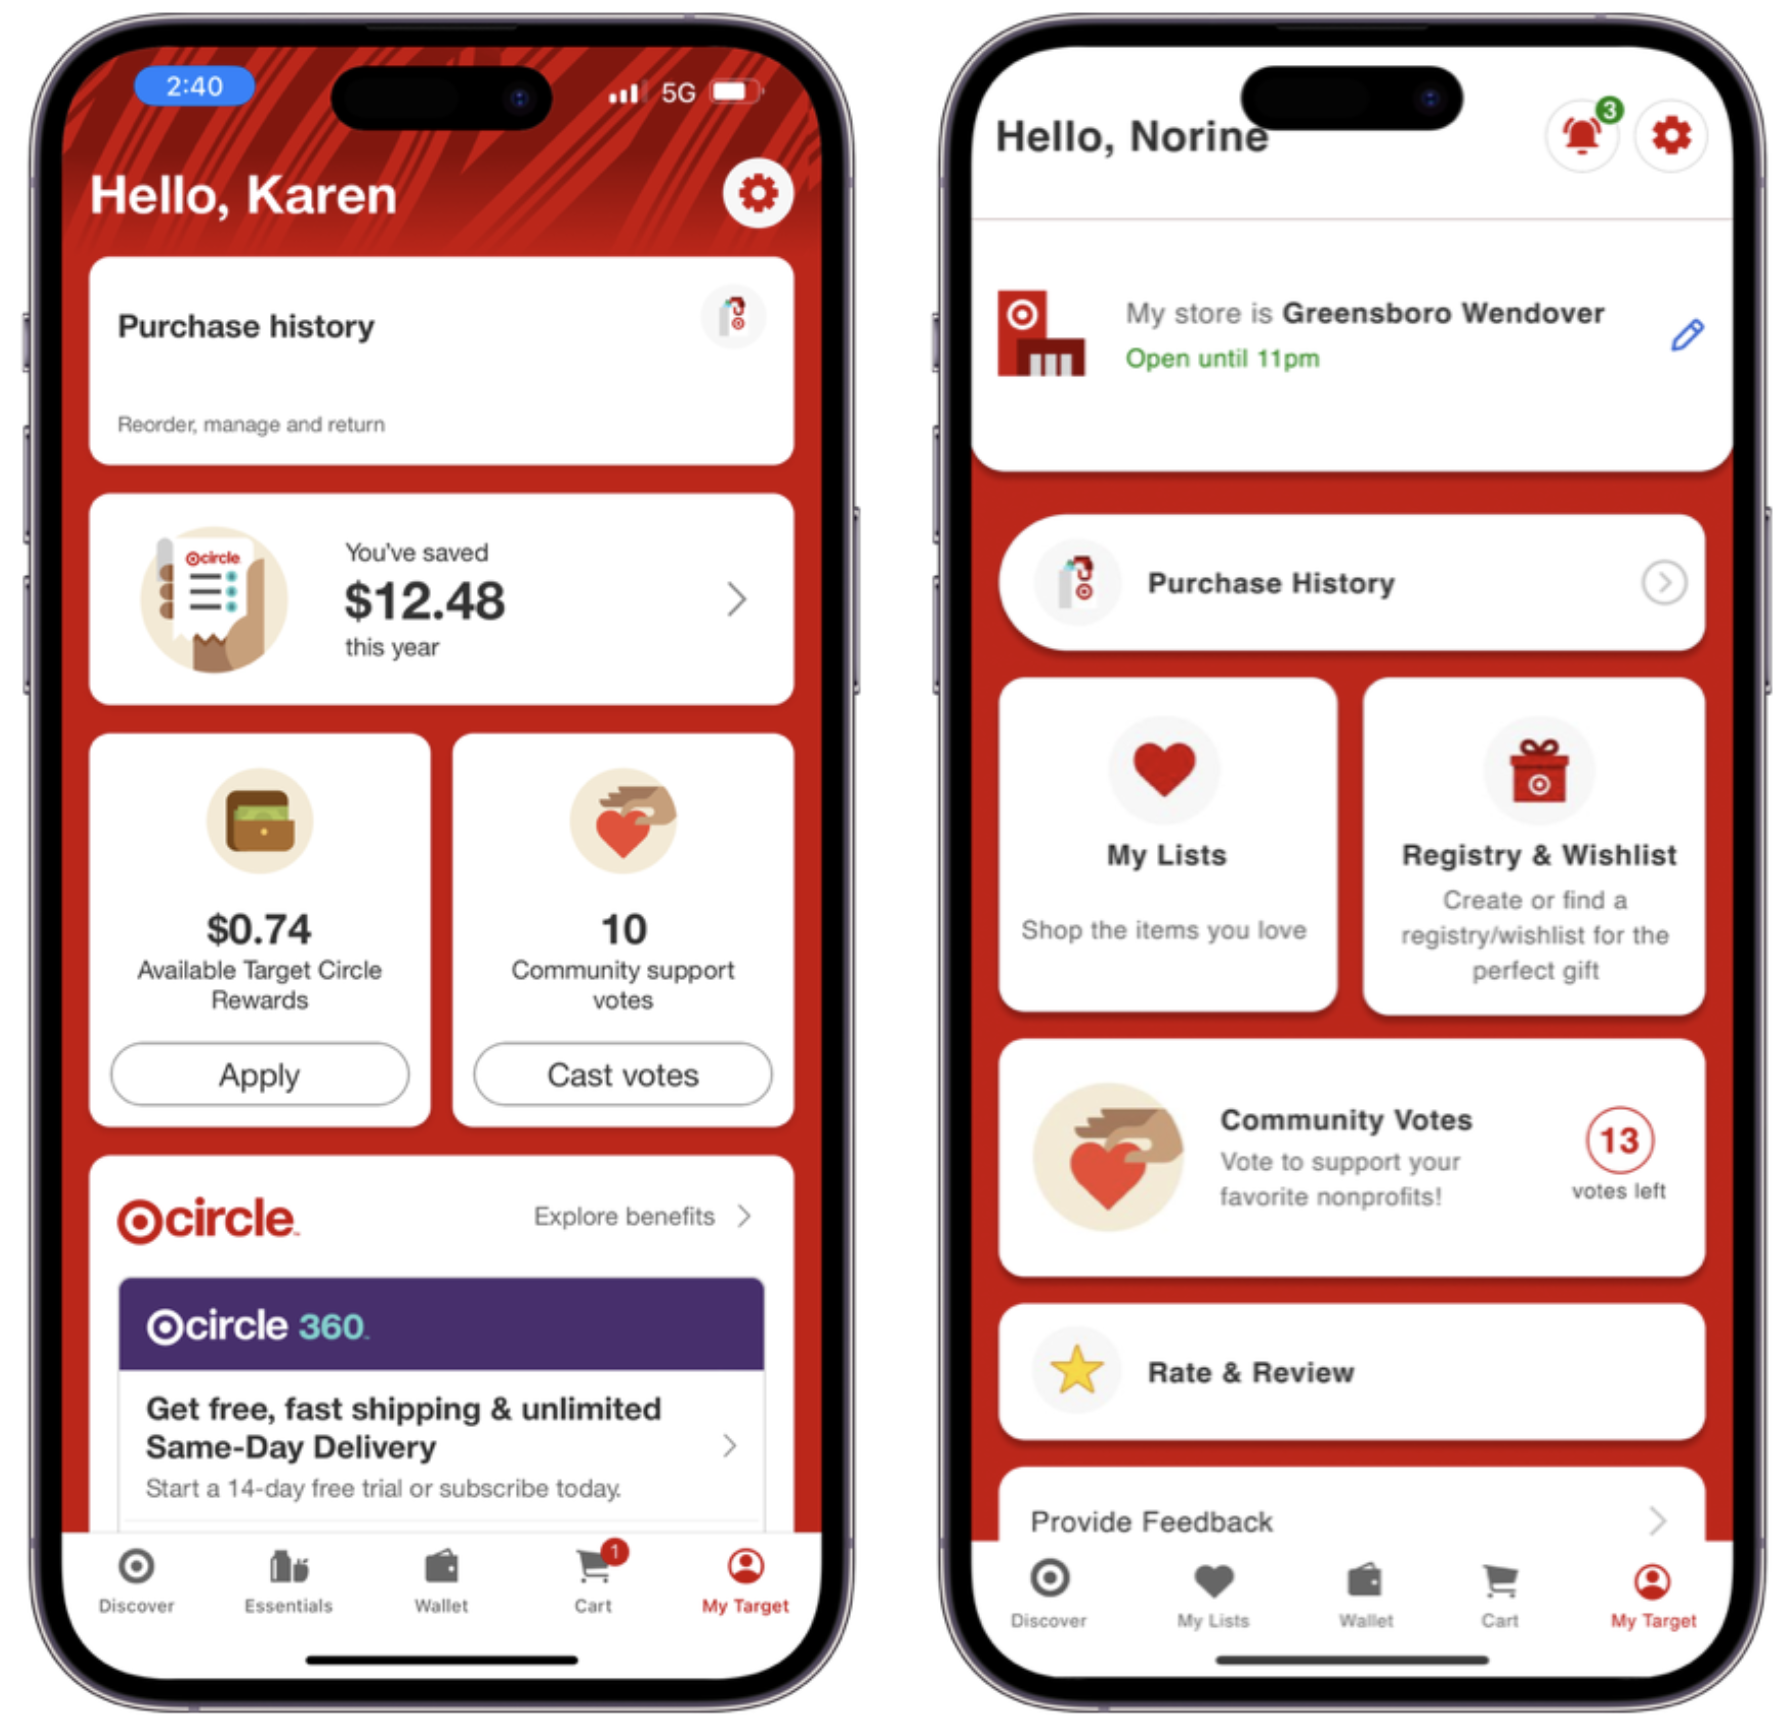 2:40
5G
Hello, Karen
Purchase history
Reorder, manage and return
circle
You've saved
$12.48
this year
$0.74
Available Target Circle
Rewards
Apply
10
Community support
votes
Cast votes
circle™
Explore benefits
circle 360™
Get free, fast shipping & unlimited
Same-Day Delivery
Start a 14-day free trial or subscribe today.
Discover
Essentials
Wallet
1
Cart
My Target
Hello, Norine
3
My store is Greensboro Wendover
Open until 11pm
Purchase History
My Lists
Shop the items you love
Registry & Wishlist
Create or find a
registry/wishlist for the
perfect gift
Community Votes
Vote to support your
favorite nonprofits!
13
votes left
Rate & Review
Provide Feedback
Discover
My Lists
Wallet
Cart
My Target